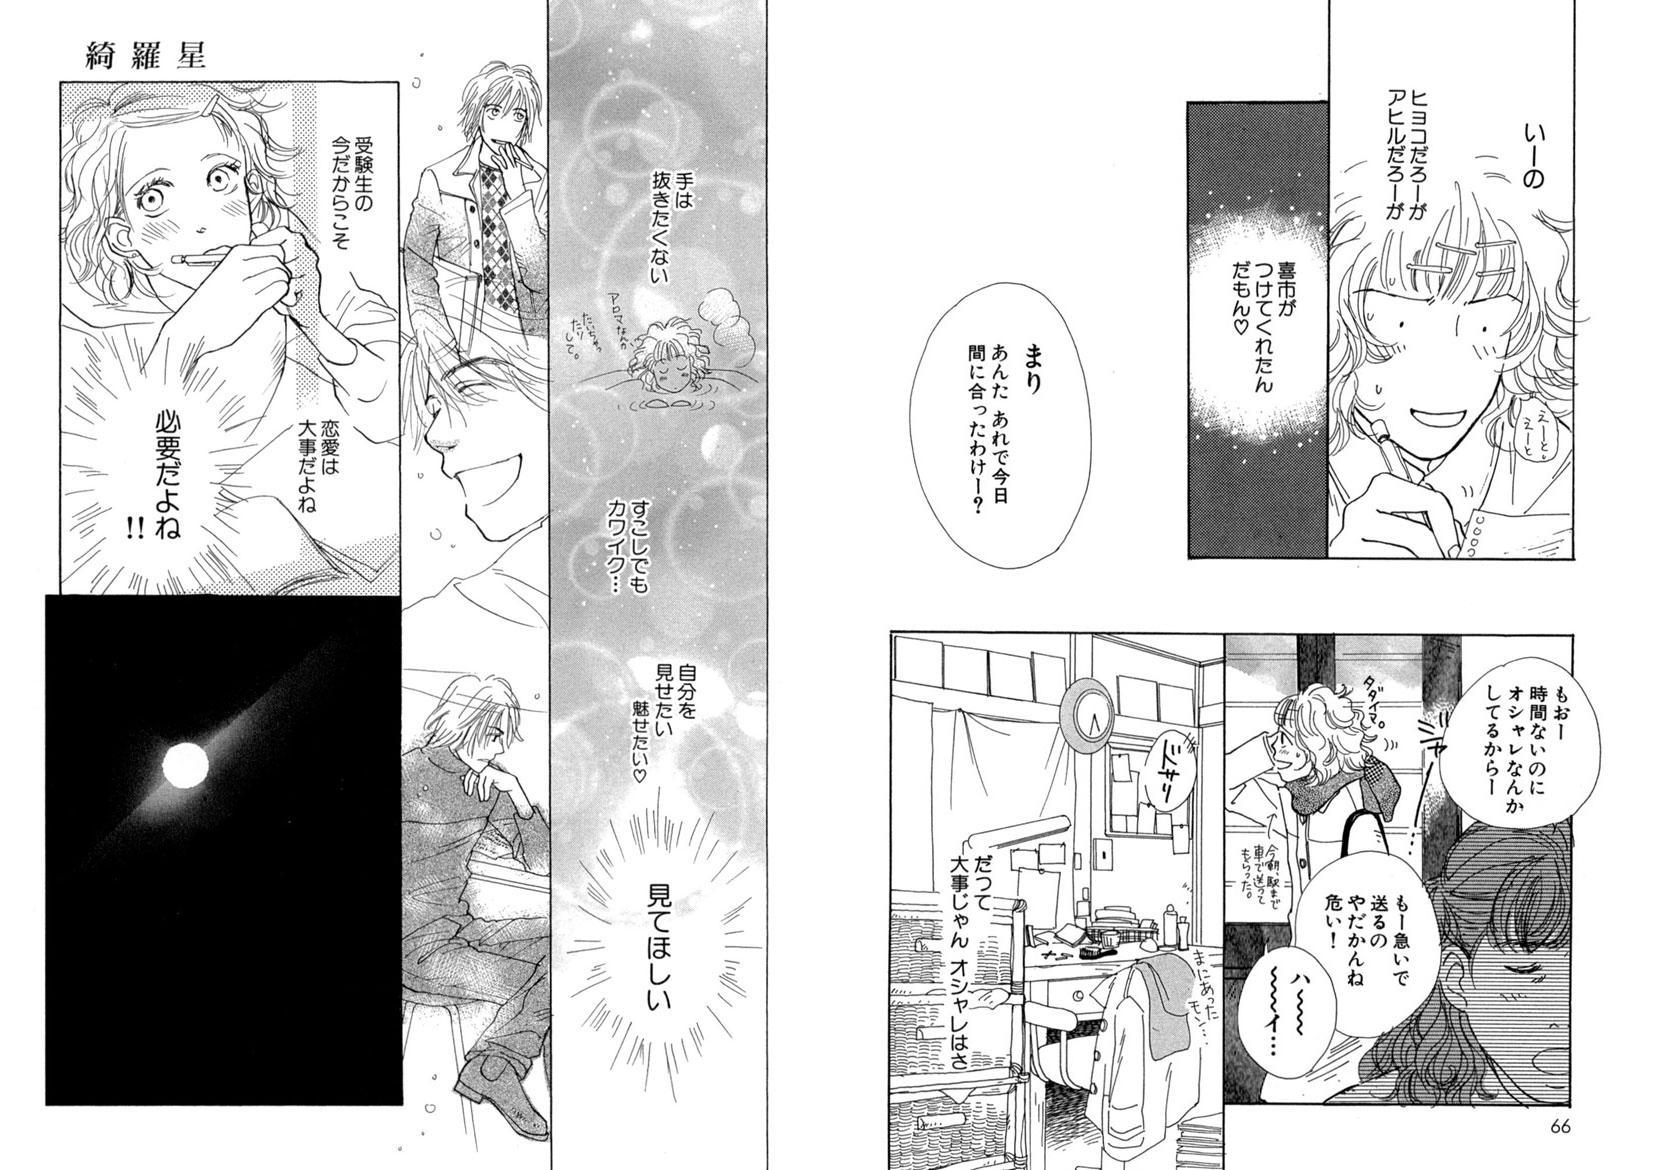 いーの
ヒヨコだろーが
アヒルだろーが
えーと。
えーと
喜市が
つけてくれたん
だもん♡
まり
あんた あれで今日
間に合ったわけー?
もおー
時間ないのに
オシャレなんか
してるからー
タダイマ。
もー急いで
送るの
やだかんね
危い!
ハ〜〜〜イ…
今朝、駅まで
車で送って
もらった。
ドサリ
まにあった
モン…
だって
大事じゃん オシャレはさ
66
手は
抜きたくない
アロマなんか
たいちゃっ
たり
して。
すこしでも
カワイク…
自分を
見せたい
魅せたい♡
見てほしい
綺羅星
受験生の
今だからこそ
恋愛は
大事だよね
必要だよね
!!